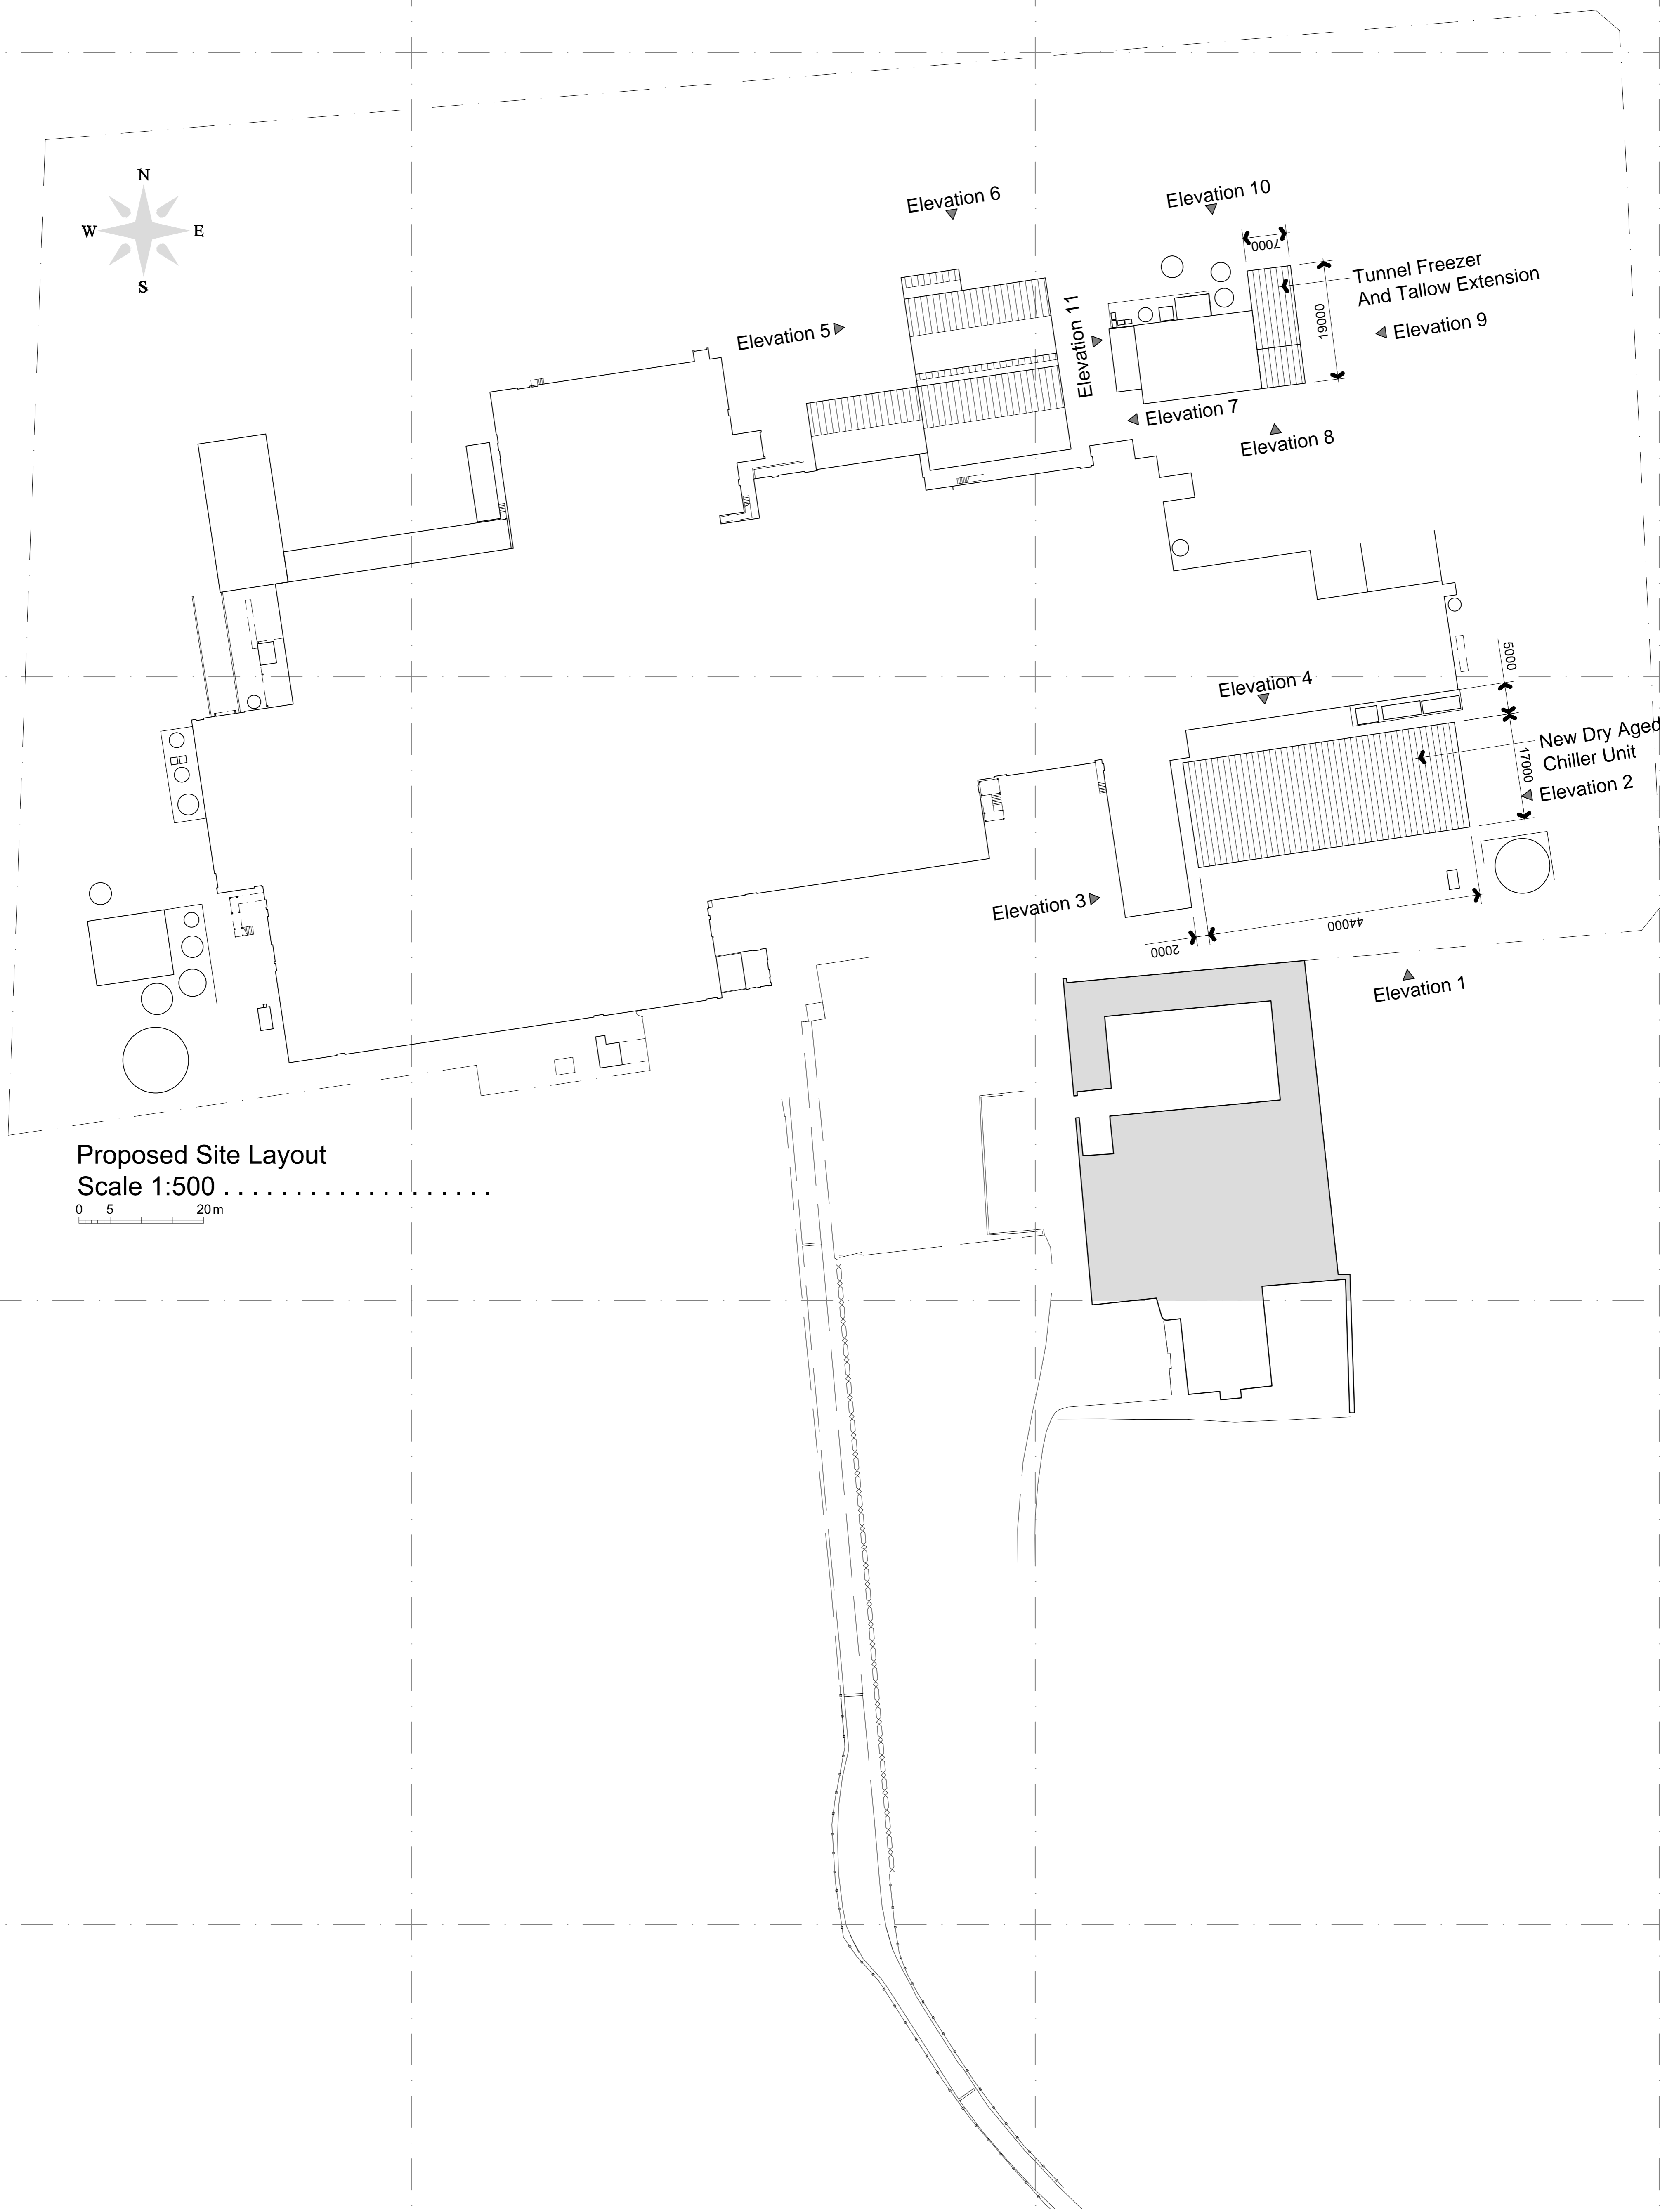 N
W
E
S
Elevation 6
Elevation 10
7000
Tunnel Freezer
And Tallow Extension
19000
Elevation 5
Elevation 11
Elevation 9
Elevation 7
Elevation 8
5000
Elevation 4
New Dry Aged
Chiller Unit
17000
Elevation 2
Elevation 3
44000
2000
Elevation 1
Proposed Site Layout
Scale 1:500 . . . . . . . . . . . . . . . . . . .
0 5 20 m